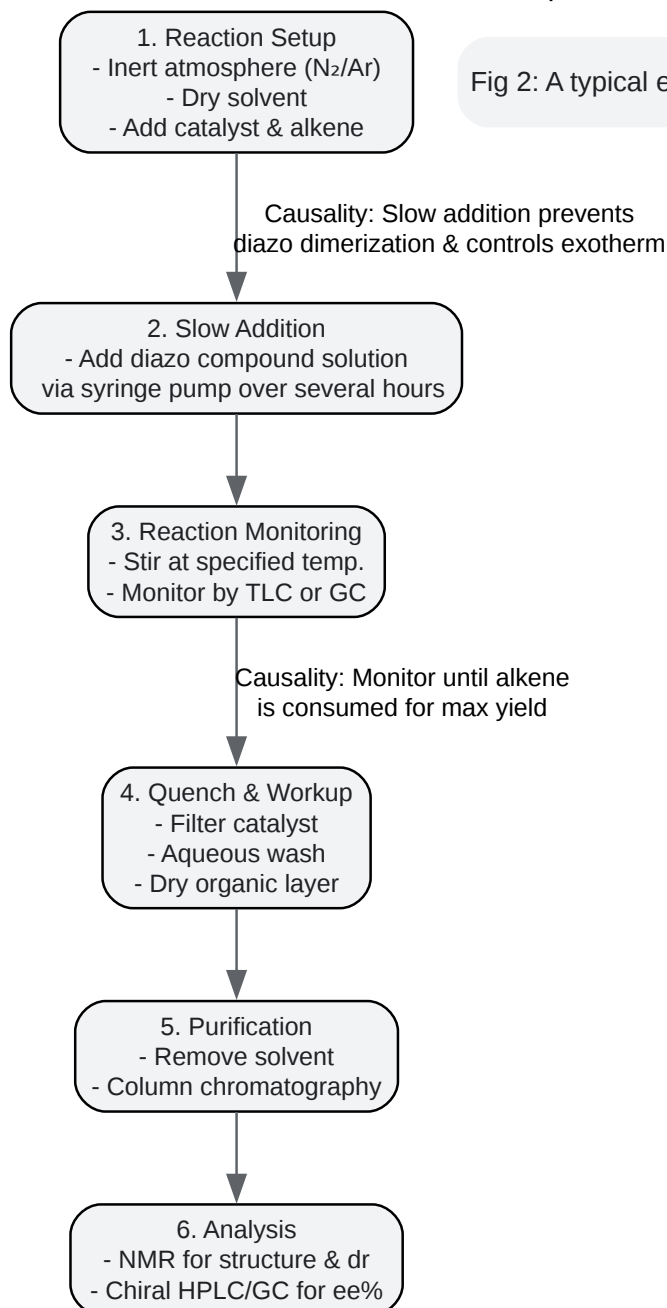 1. Reaction Setup
- Inert atmosphere (N₂/Ar)
- Dry solvent
- Add catalyst & alkene
Fig 2: A typical e
Causality: Slow addition prevents
diazo dimerization & controls exotherm
2. Slow Addition
- Add diazo compound solution
via syringe pump over several hours
3. Reaction Monitoring
- Stir at specified temp.
- Monitor by TLC or GC
Causality: Monitor until alkene
is consumed for max yield
4. Quench & Workup
- Filter catalyst
- Aqueous wash
- Dry organic layer
5. Purification
- Remove solvent
- Column chromatography
6. Analysis
- NMR for structure & dr
- Chiral HPLC/GC for ee%